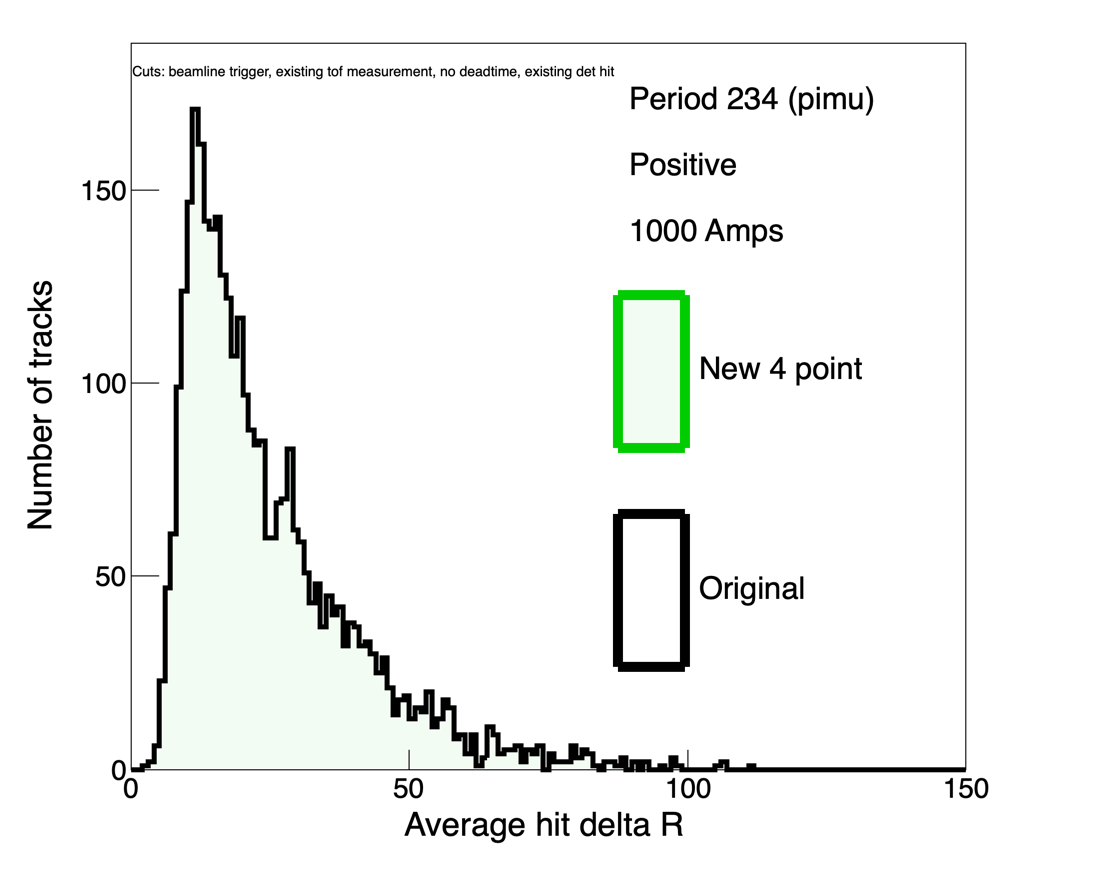 Cuts: beamline trigger, existing tof measurement, no deadtime, existing det hit
Period 234 (pimu)
Positive
1000 Amps
New 4 point
Original
Number of tracks
150
100
50
0
0
50
100
150
Average hit delta R